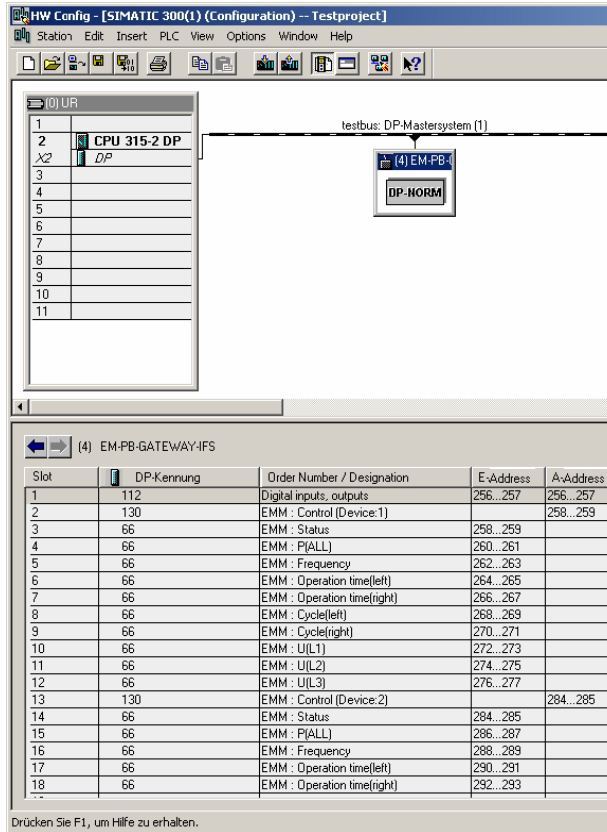 HW Config - [SIMATIC 300(1) (Configuration) -- Testproject]
Station Edit Insert PLC View Options Window Help
(0) UR
1
2 CPU 315-2 DP
X2 DP
3
4
5
6
7
8
9
10
11
testbus: DP-Mastersystem (1)
(4) EM-PB-
DP-NORM
(4) EM-PB-GATEWAY-IFS
Slot DP-Kennung Order Number / Designation E-Address A-Address
1 112 Digital inputs, outputs 256...257 256...257
2 130 EMM : Control (Device:1) 258...259
3 66 EMM : Status 258...259
4 66 EMM : P(ALL) 260...261
5 66 EMM : Frequency 262...263
6 66 EMM : Operation time(left) 264...265
7 66 EMM : Operation time(right) 266...267
8 66 EMM : Cycle(left) 268...269
9 66 EMM : Cycle(right) 270...271
10 66 EMM : U(L1) 272...273
11 66 EMM : U(L2) 274...275
12 66 EMM : U(L3) 276...277
13 130 EMM : Control (Device:2) 284...285
14 66 EMM : Status 284...285
15 66 EMM : P(ALL) 286...287
16 66 EMM : Frequency 288...289
17 66 EMM : Operation time(left) 290...291
18 66 EMM : Operation time(right) 292...293
Drücken Sie F1, um Hilfe zu erhalten.